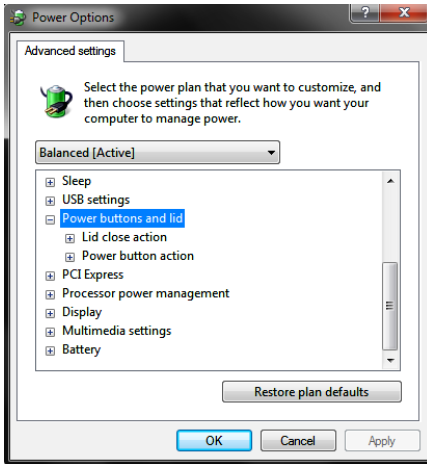 Power Options
Advanced settings
Select the power plan that you want to customize, and
then choose settings that reflect how you want your
computer to manage power.
Balanced [Active]
Sleep
USB settings
Power buttons and lid
Lid close action
Power button action
PCI Express
Processor power management
Display
Multimedia settings
Battery
Restore plan defaults
OK Cancel Apply